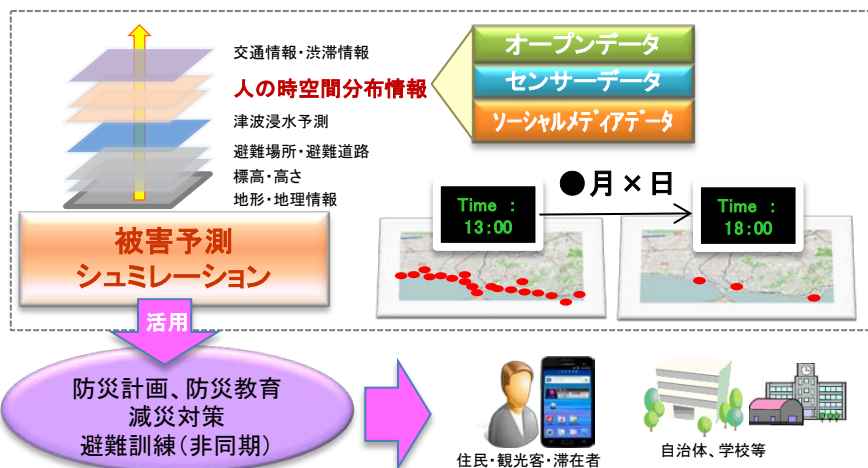 交通情報・渋滞情報
人の時空間分布情報
津波浸水予測
避難場所・避難道路
標高・高さ
地形・地理情報
オープンデータ
センサーデータ
ソーシャルメディアデータ
●月×日
Time :
13:00
Time :
18:00
被害予測
シュミレーション
活用
防災計画、防災教育
減災対策
避難訓練(非同期)
住民・観光客・滞在者
自治体、学校等